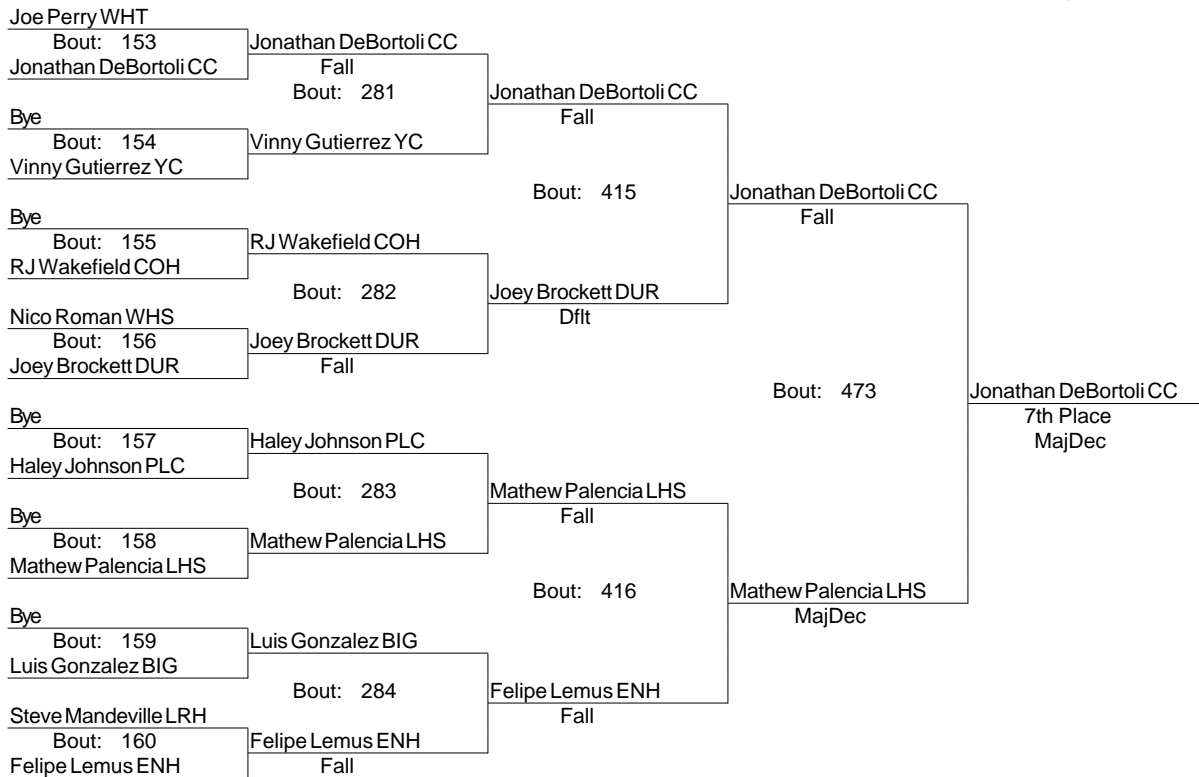 Joe Perry WHT
Bout: 153
Jonathan DeBortoli CC
Jonathan DeBortoli CC
Fall
Bout: 281
Jonathan DeBortoli CC
Fall
Bye
Bout: 154
Vinny Gutierrez YC
Vinny Gutierrez YC
Bout: 415
Jonathan DeBortoli CC
Fall
Bye
Bout: 155
RJ Wakefield COH
RJ Wakefield COH
Bout: 282
Joey Brockett DUR
Dflt
Nico Roman WHS
Bout: 156
Joey Brockett DUR
Joey Brockett DUR
Fall
Bout: 473
Jonathan DeBortoli CC
7th Place
MajDec
Bye
Bout: 157
Haley Johnson PLC
Haley Johnson PLC
Bout: 283
Mathew Palencia LHS
Fall
Bye
Bout: 158
Mathew Palencia LHS
Mathew Palencia LHS
Bout: 416
Mathew Palencia LHS
MajDec
Bye
Bout: 159
Luis Gonzalez BIG
Luis Gonzalez BIG
Bout: 284
Felipe Lemus ENH
Fall
Steve Mandeville LRH
Bout: 160
Felipe Lemus ENH
Felipe Lemus ENH
Fall